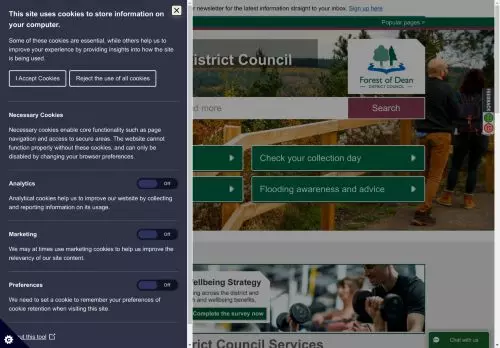 This site uses cookies to store information on
your computer.
Some of these cookies are essential, while others help us to
improve your experience by providing insights into how the site
is being used.
I Accept Cookies
Reject the use of all cookies
Necessary Cookies
Necessary cookies enable core functionality such as page
navigation and access to secure areas. The website cannot
function properly without these cookies, and can only be
disabled by changing your browser preferences.
Analytics
Off
Analytical cookies help us to improve our website by collecting
and reporting information on its usage.
Marketing
Off
We may at times use marketing cookies to help us improve the
relevancy of our site content.
Preferences
Off
We need to set a cookie to remember your preferences of
cookie retention when visiting this site.
this tool
newsletter for the latest information straight to your inbox. Sign up here
Popular pages >
District Council
Forest of Dean
DISTRICT COUNCIL
more
Search
FEEDBACK
Check your collection day
Flooding awareness and advice
Wellbeing Strategy
across the district and
and wellbeing benefits.
Complete the survey now
Chat with us
District Council Services